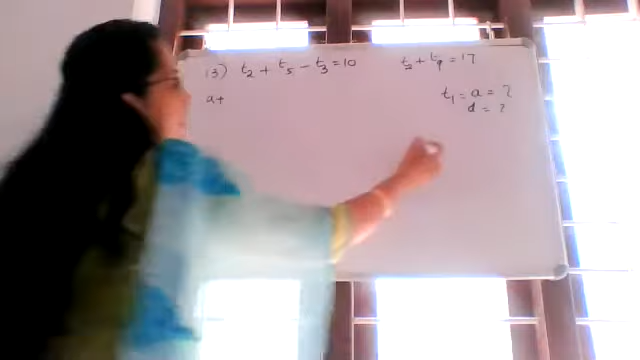 13) t₂ + t₅ - t₃ = 10 t₂ + t₉ = 17
a+ t₁ = a = ?
d = ?